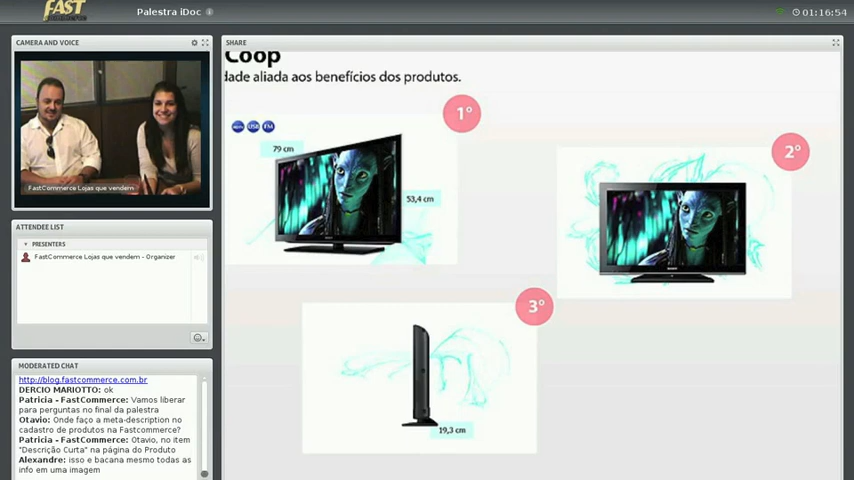 FAST
Palestra iDoc
01:16:54
CAMERA AND VOICE
FastCommerce Lojas que vendem
ATTENDEE LIST
PRESENTERS
FastCommerce Lojas que vendem - Organizer
MODERATED CHAT
http://blog.fastcommerce.com.br
DERCIO MARIOTTO: ok
Patricia - FastCommerce: Vamos liberar
para perguntas no final da palestra
Otavio: Onde faço a meta-description no
cadastro de produtos na Fastcommerce?
Patricia - FastCommerce: Otavio, no item
"Descrição Curta" na página do Produto
Alexandre: isso e bacana mesmo todas as
info em uma imagem
SHARE
Coop
dade aliada aos benefícios dos produtos.
1°
USB
79 cm
53,4 cm
2°
3°
19,3 cm